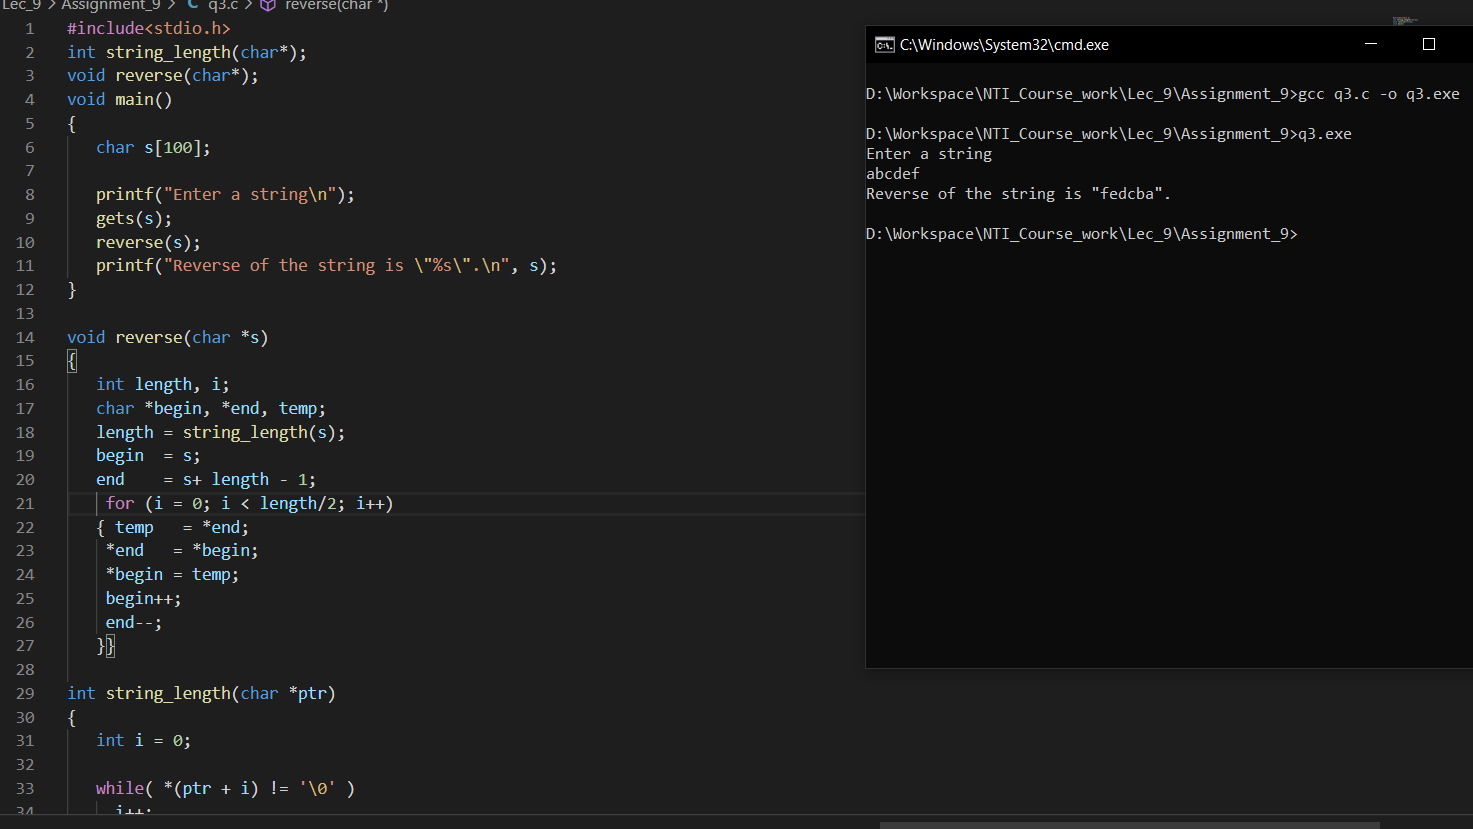 Lec_9 > Assignment_9 > C q3.c > reverse(char *)
1 #include<stdio.h>
2 int string_length(char*);
3 void reverse(char*);
4 void main()
5 {
6 char s[100];
7
8 printf("Enter a string\n");
9 gets(s);
10 reverse(s);
11 printf("Reverse of the string is \"%s\".\n", s);
12 }
13
14 void reverse(char *s)
15 {
16 int length, i;
17 char *begin, *end, temp;
18 length = string_length(s);
19 begin  = s;
20 end    = s+ length - 1;
21 for (i = 0; i < length/2; i++)
22 { temp   = *end;
23 *end   = *begin;
24 *begin = temp;
25 begin++;
26 end--;
27 }}
28
29 int string_length(char *ptr)
30 {
31 int i = 0;
32
33 while( *(ptr + i) != '\0' )
34 i++;
C:\Windows\System32\cmd.exe
D:\Workspace\NTI_Course_work\Lec_9\Assignment_9>gcc q3.c -o q3.exe
D:\Workspace\NTI_Course_work\Lec_9\Assignment_9>q3.exe
Enter a string
abcdef
Reverse of the string is "fedcba".
D:\Workspace\NTI_Course_work\Lec_9\Assignment_9>